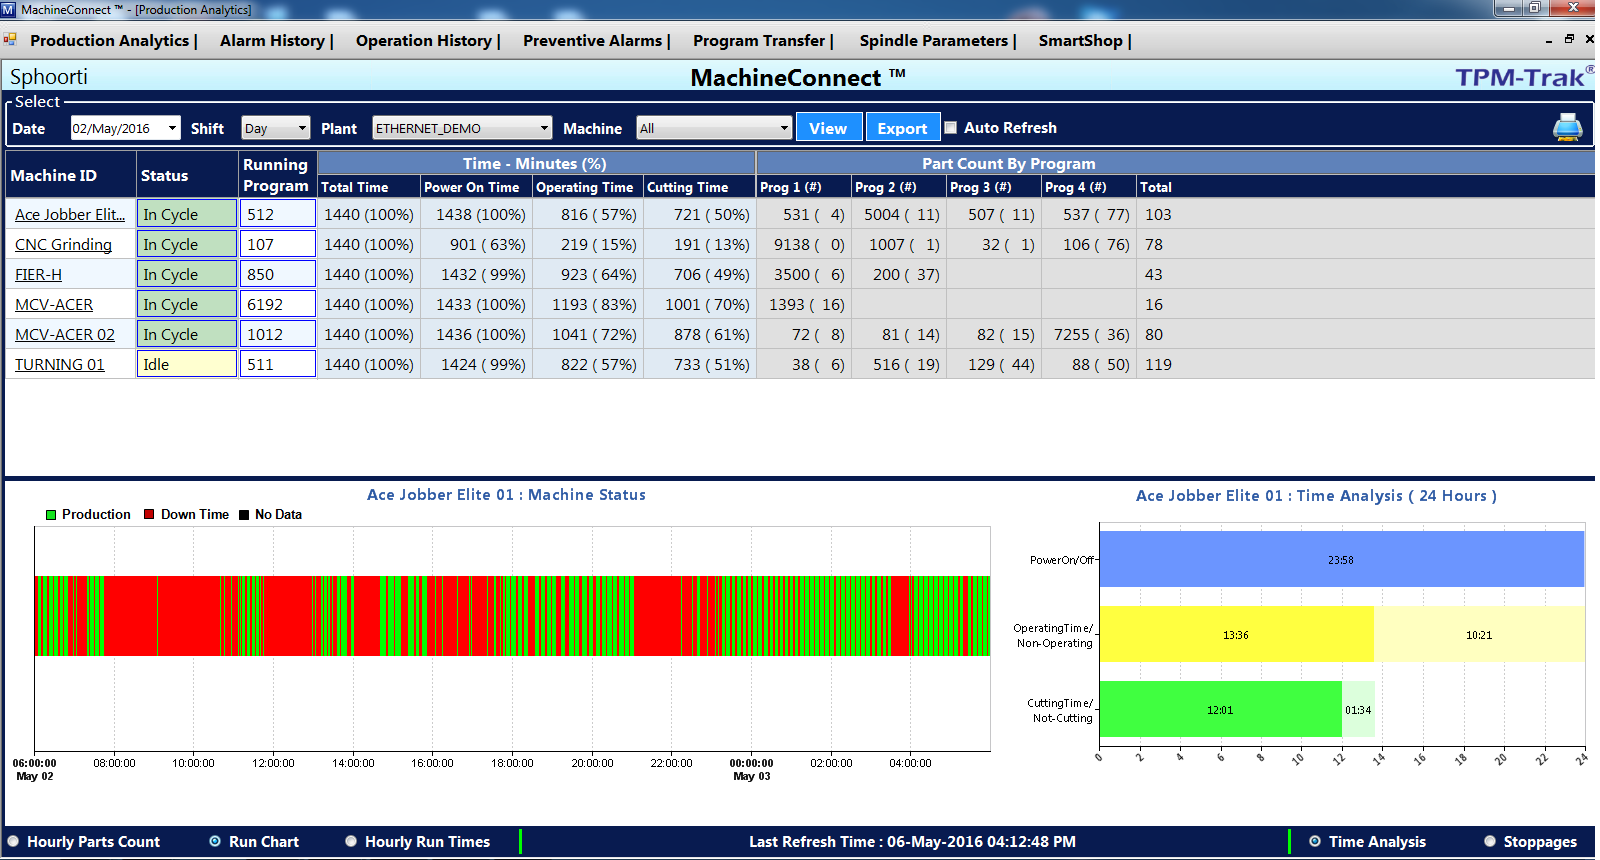 MachineConnect ™ - [Production Analytics]
Production Analytics | Alarm History | Operation History | Preventive Alarms | Program Transfer | Spindle Parameters | SmartShop |
Sphoorti MachineConnect ™ TPM-Trak®
Select
Date 02/May/2016 Shift Day Plant ETHERNET_DEMO Machine All View Export Auto Refresh
Machine ID Status Running Program Time - Minutes (%) Part Count By Program
Total Time Power On Time Operating Time Cutting Time Prog 1 (#) Prog 2 (#) Prog 3 (#) Prog 4 (#) Total
Ace Jobber Elit... In Cycle 512 1440 (100%) 1438 (100%) 816 ( 57%) 721 ( 50%) 531 ( 4) 5004 ( 11) 507 ( 11) 537 ( 77) 103
CNC Grinding In Cycle 107 1440 (100%) 901 ( 63%) 219 ( 15%) 191 ( 13%) 9138 ( 0) 1007 ( 1) 32 ( 1) 106 ( 76) 78
FIER-H In Cycle 850 1440 (100%) 1432 ( 99%) 923 ( 64%) 706 ( 49%) 3500 ( 6) 200 ( 37) 43
MCV-ACER In Cycle 6192 1440 (100%) 1433 (100%) 1193 ( 83%) 1001 ( 70%) 1393 ( 16) 16
MCV-ACER 02 In Cycle 1012 1440 (100%) 1436 (100%) 1041 ( 72%) 878 ( 61%) 72 ( 8) 81 ( 14) 82 ( 15) 7255 ( 36) 80
TURNING 01 Idle 511 1440 (100%) 1424 ( 99%) 822 ( 57%) 733 ( 51%) 38 ( 6) 516 ( 19) 129 ( 44) 88 ( 50) 119
Ace Jobber Elite 01 : Machine Status
Production Down Time No Data
06:00:00 08:00:00 10:00:00 12:00:00 14:00:00 16:00:00 18:00:00 20:00:00 22:00:00 00:00:00 02:00:00 04:00:00
May 02 May 03
Ace Jobber Elite 01 : Time Analysis ( 24 Hours )
PowerOn/Off 23:58
OperatingTime/
Non-Operating 13:36 10:21
CuttingTime/
Not-Cutting 12:01 01:34
0 2 4 6 8 10 12 14 16 18 20 22 24
Hourly Parts Count Run Chart Hourly Run Times Last Refresh Time : 06-May-2016 04:12:48 PM Time Analysis Stoppages